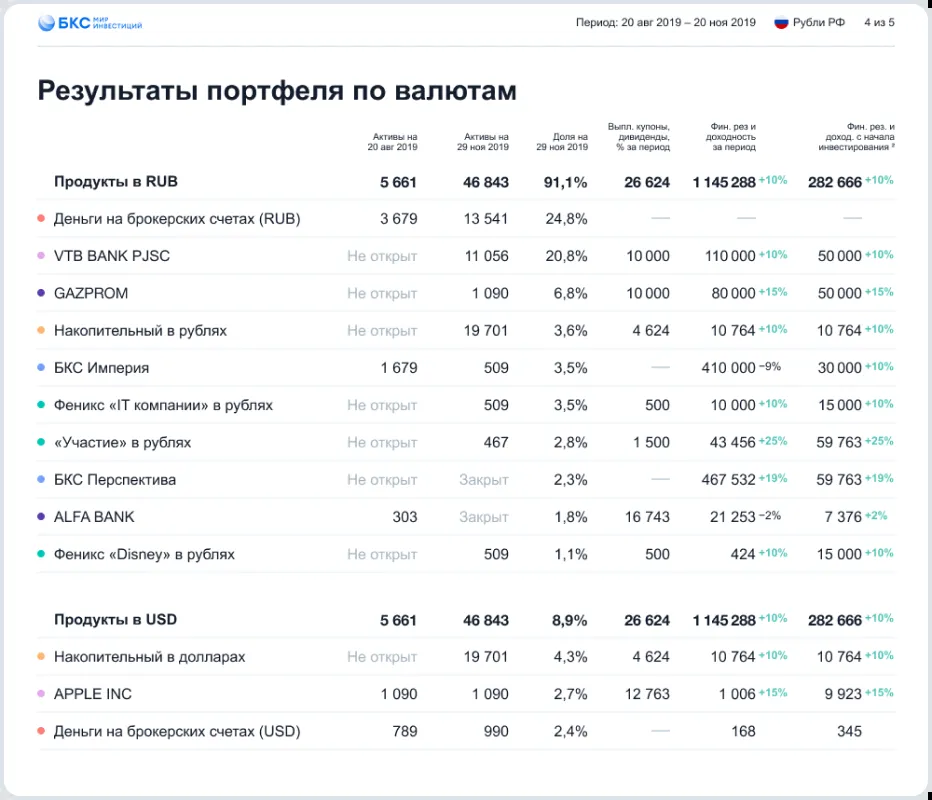 БКС МИР ИНВЕСТИЦИЙ
Период: 20 авг 2019 – 20 ноя 2019 Рубли РФ 4 из 5
Результаты портфеля по валютам
Активы на 20 авг 2019 Активы на 29 ноя 2019 Доля на 29 ноя 2019 Выпл. купоны, дивиденды, % за период Фин. рез и доходность за период Фин. рез. и доход. с начала инвестирования ²
Продукты в RUB 5 661 46 843 91,1% 26 624 1 145 288 +10% 282 666 +10%
Деньги на брокерских счетах (RUB) 3 679 13 541 24,8% — — —
VTB BANK PJSC Не открыт 11 056 20,8% 10 000 110 000 +10% 50 000 +10%
GAZPROM Не открыт 1 090 6,8% 10 000 80 000 +15% 50 000 +15%
Накопительный в рублях Не открыт 19 701 3,6% 4 624 10 764 +10% 10 764 +10%
БКС Империя 1 679 509 3,5% — 410 000 −9% 30 000 +10%
Феникс «IT компании» в рублях Не открыт 509 3,5% 500 10 000 +10% 15 000 +10%
«Участие» в рублях Не открыт 467 2,8% 1 500 43 456 +25% 59 763 +25%
БКС Перспектива Не открыт Закрыт 2,3% — 467 532 +19% 59 763 +19%
ALFA BANK 303 Закрыт 1,8% 16 743 21 253 −2% 7 376 +2%
Феникс «Disney» в рублях Не открыт 509 1,1% 500 424 +10% 15 000 +10%
Продукты в USD 5 661 46 843 8,9% 26 624 1 145 288 +10% 282 666 +10%
Накопительный в долларах Не открыт 19 701 4,3% 4 624 10 764 +10% 10 764 +10%
APPLE INC 1 090 1 090 2,7% 12 763 1 006 +15% 9 923 +15%
Деньги на брокерских счетах (USD) 789 990 2,4% — 168 345